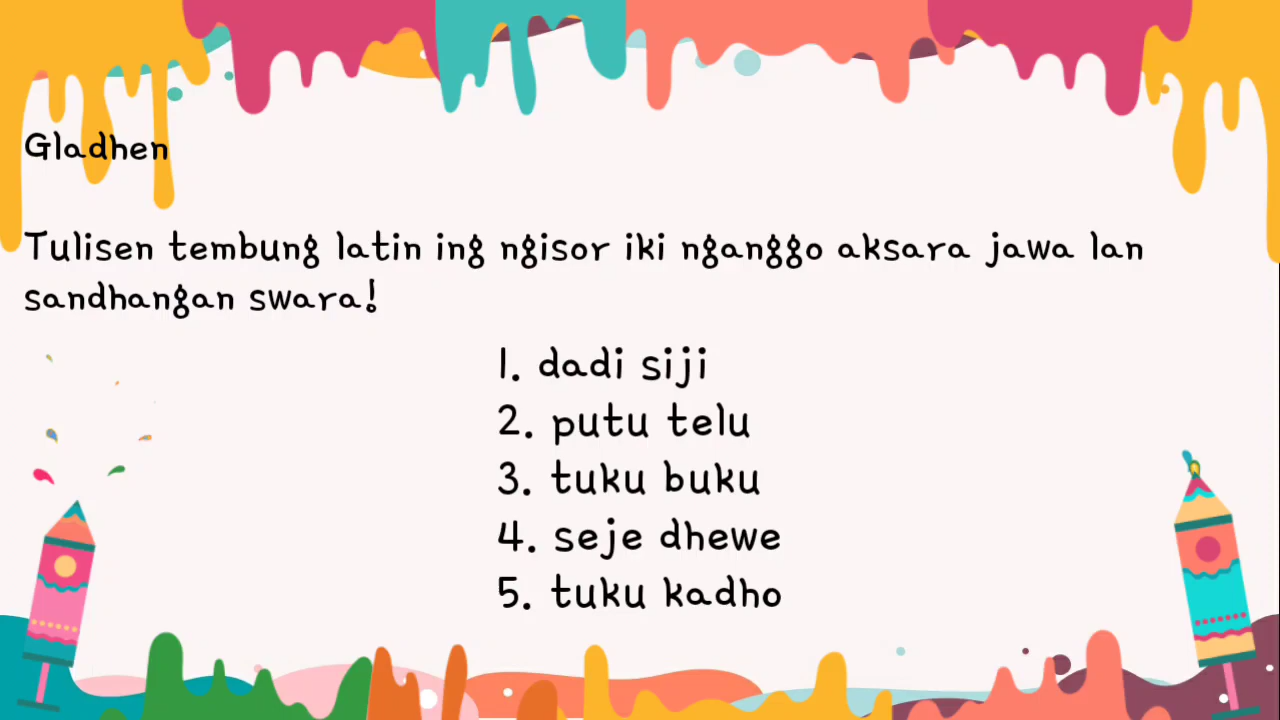 Gladhen
Tulisen tembung latin ing ngisor iki nganggo aksara jawa lan
sandhangan swara!
1. dadi siji
2. putu telu
3. tuku buku
4. seje dhewe
5. tuku kadho